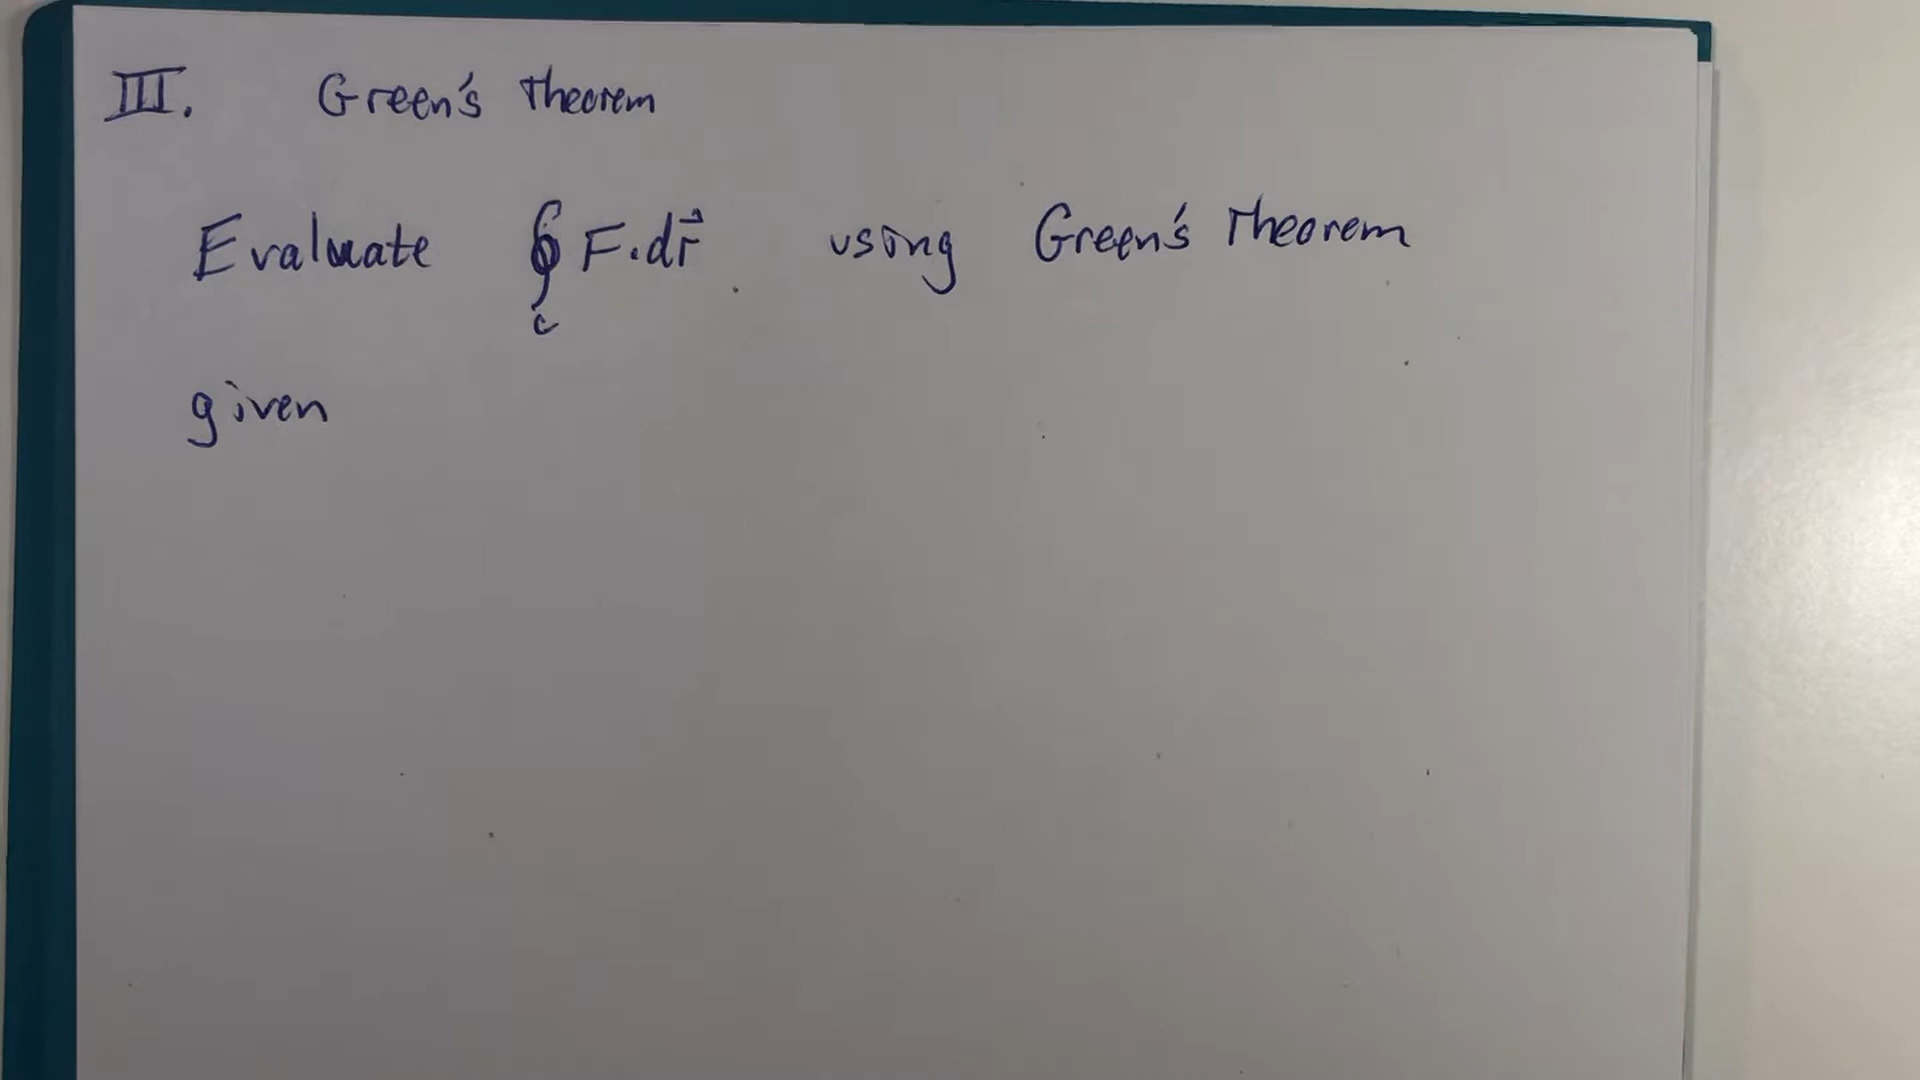 III. Green's Theorem
Evaluate ∮_C F·dr⃗ using Green's Theorem
given